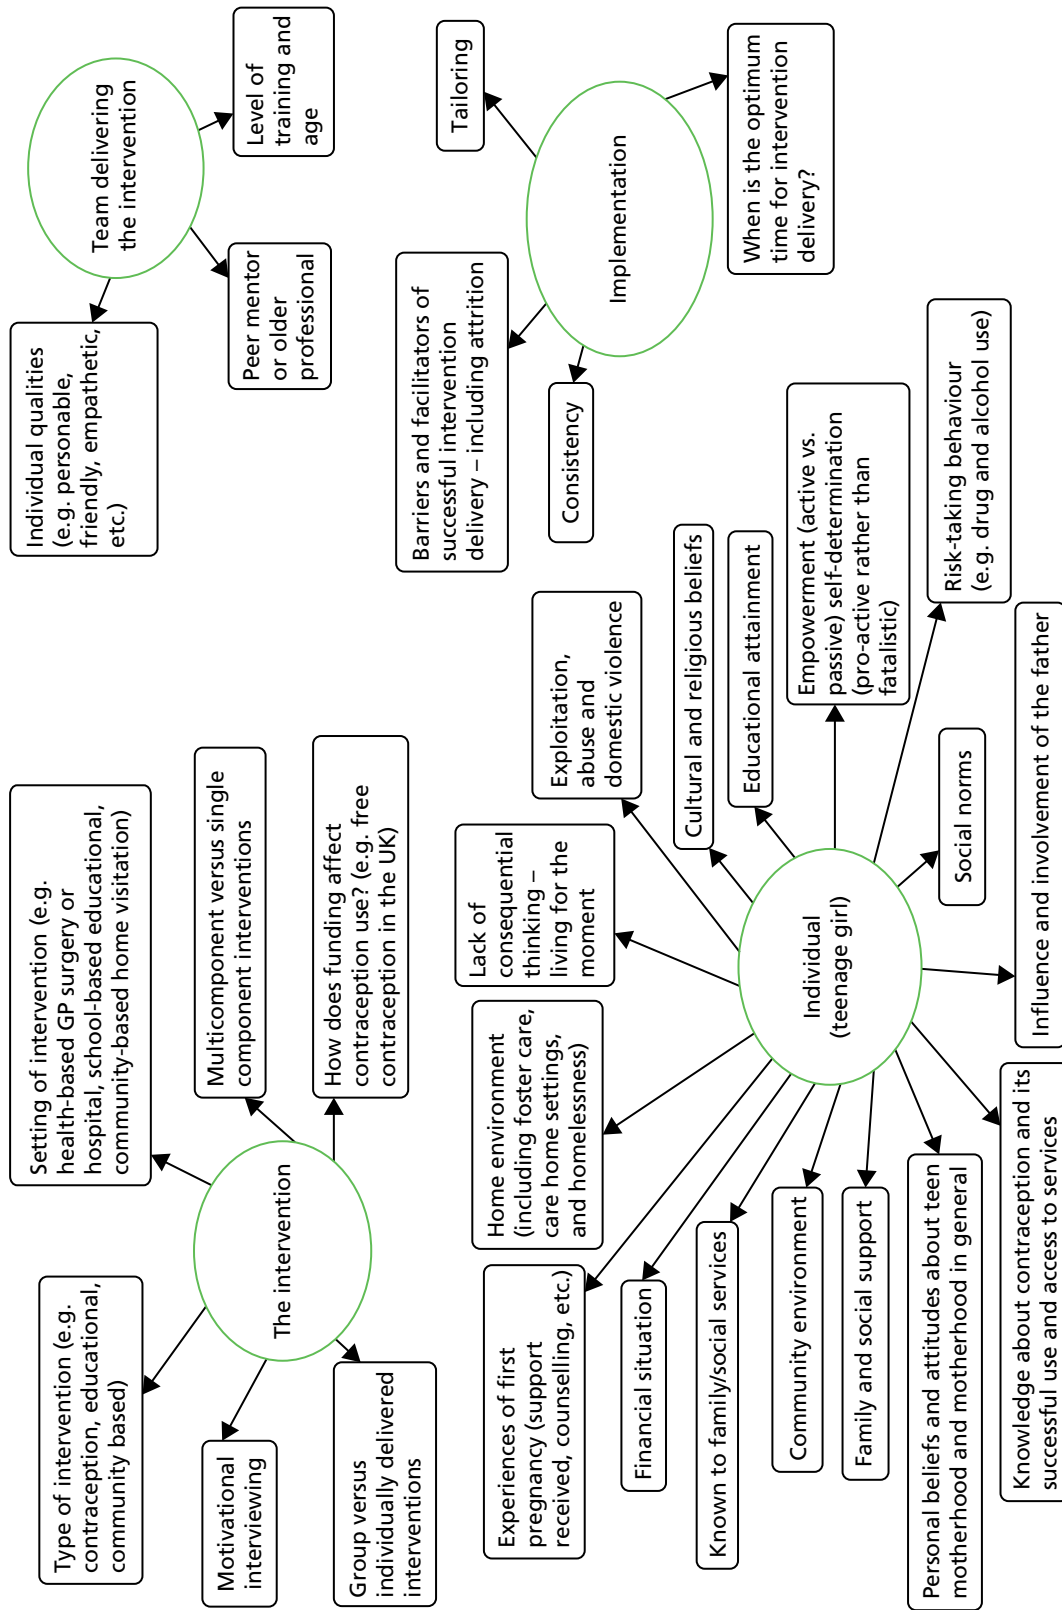 Type of intervention (e.g.
contraception, educational,
community based)
Setting of intervention (e.g.
health-based GP surgery or
hospital, school-based educational,
community-based home visitation)
Motivational
interviewing
The intervention
Multicomponent versus single
component interventions
Group versus
individually delivered
interventions
How does funding affect
contraception use? (e.g. free
contraception in the UK)
Individual qualities
(e.g. personable,
friendly, empathetic,
etc.)
Team delivering
the intervention
Peer mentor
or older
professional
Level of
training and
age
Barriers and facilitators of
successful intervention
delivery – including attrition
Tailoring
Consistency
Implementation
When is the optimum
time for intervention
delivery?
Experiences of first
pregnancy (support
received, counselling, etc.)
Home environment
(including foster care,
care home settings,
and homelessness)
Lack of
consequential
thinking –
living for the
moment
Exploitation,
abuse and
domestic violence
Financial situation
Cultural and religious beliefs
Known to family/social services
Educational attainment
Community environment
Individual
(teenage girl)
Empowerment (active vs.
passive) self-determination
(pro-active rather than
fatalistic)
Family and social support
Risk-taking behaviour
(e.g. drug and alcohol use)
Personal beliefs and attitudes about teen
motherhood and motherhood in general
Social norms
Knowledge about contraception and its
successful use and access to services
Influence and involvement of the father